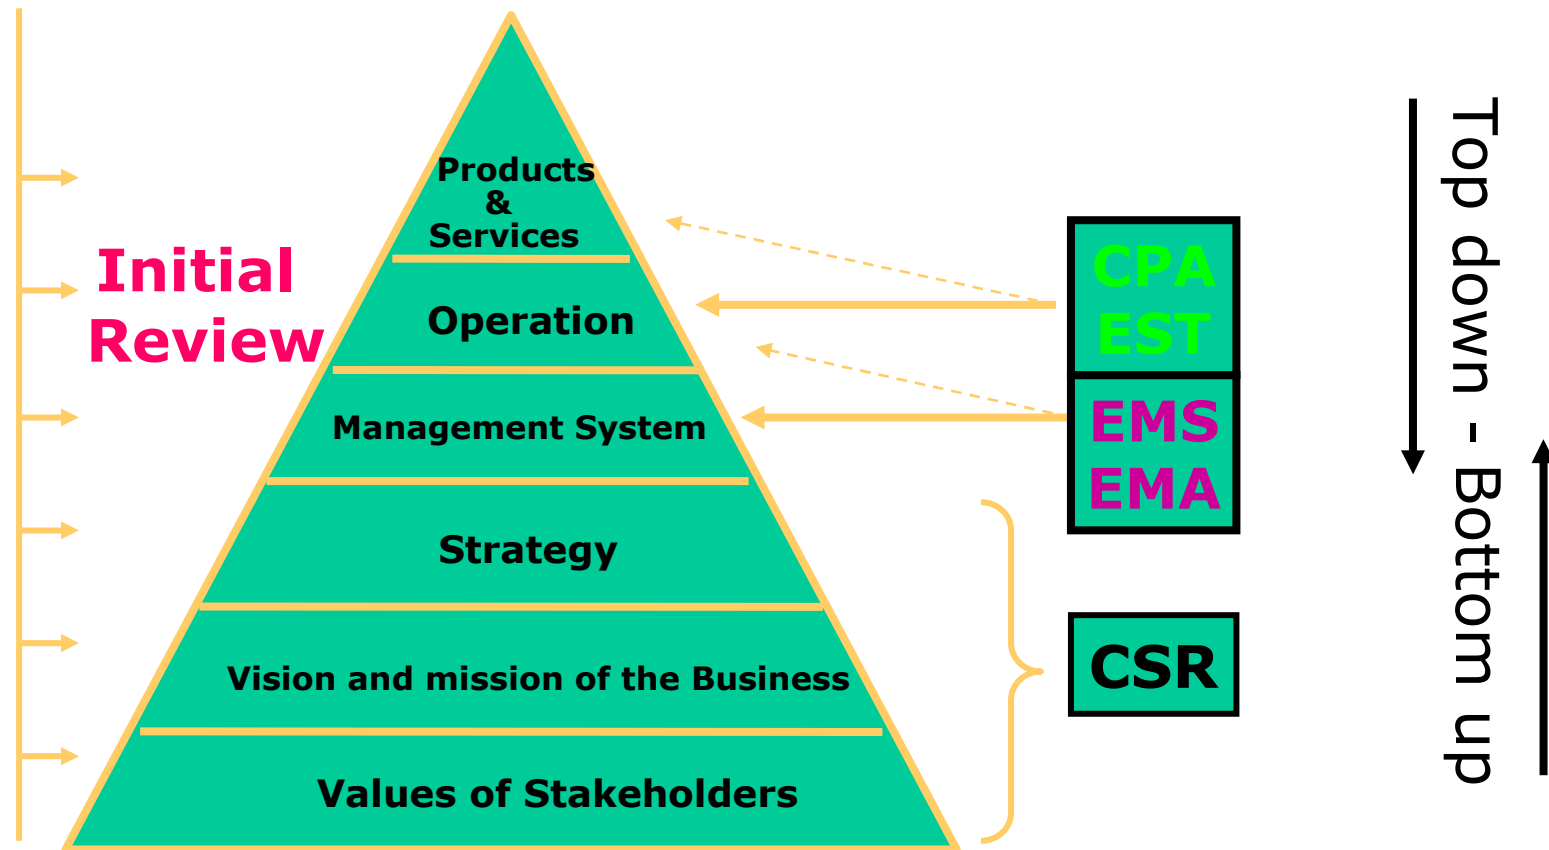 Products
&
Services
Initial
Review
Operation
Management System
Strategy
Vision and mission of the Business
Values of Stakeholders
CPA
EST
EMS
EMA
CSR
Top down - Bottom up